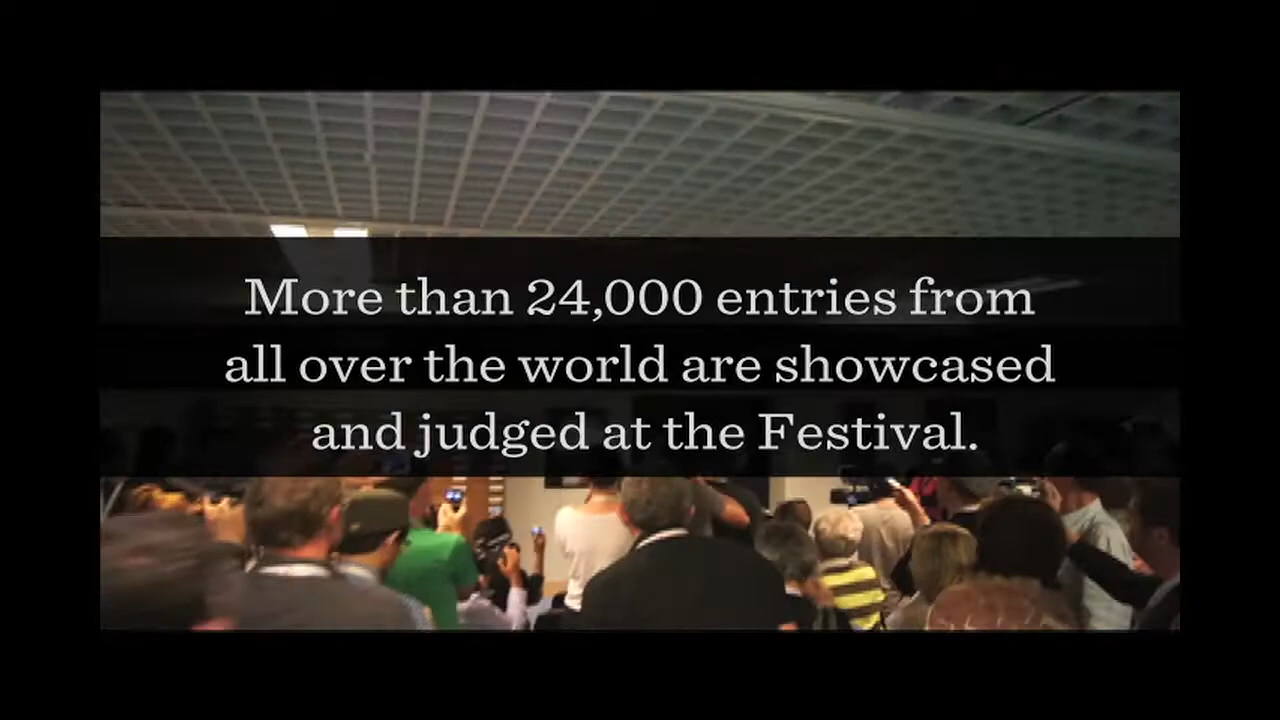 More than 24,000 entries from
all over the world are showcased
and judged at the Festival.